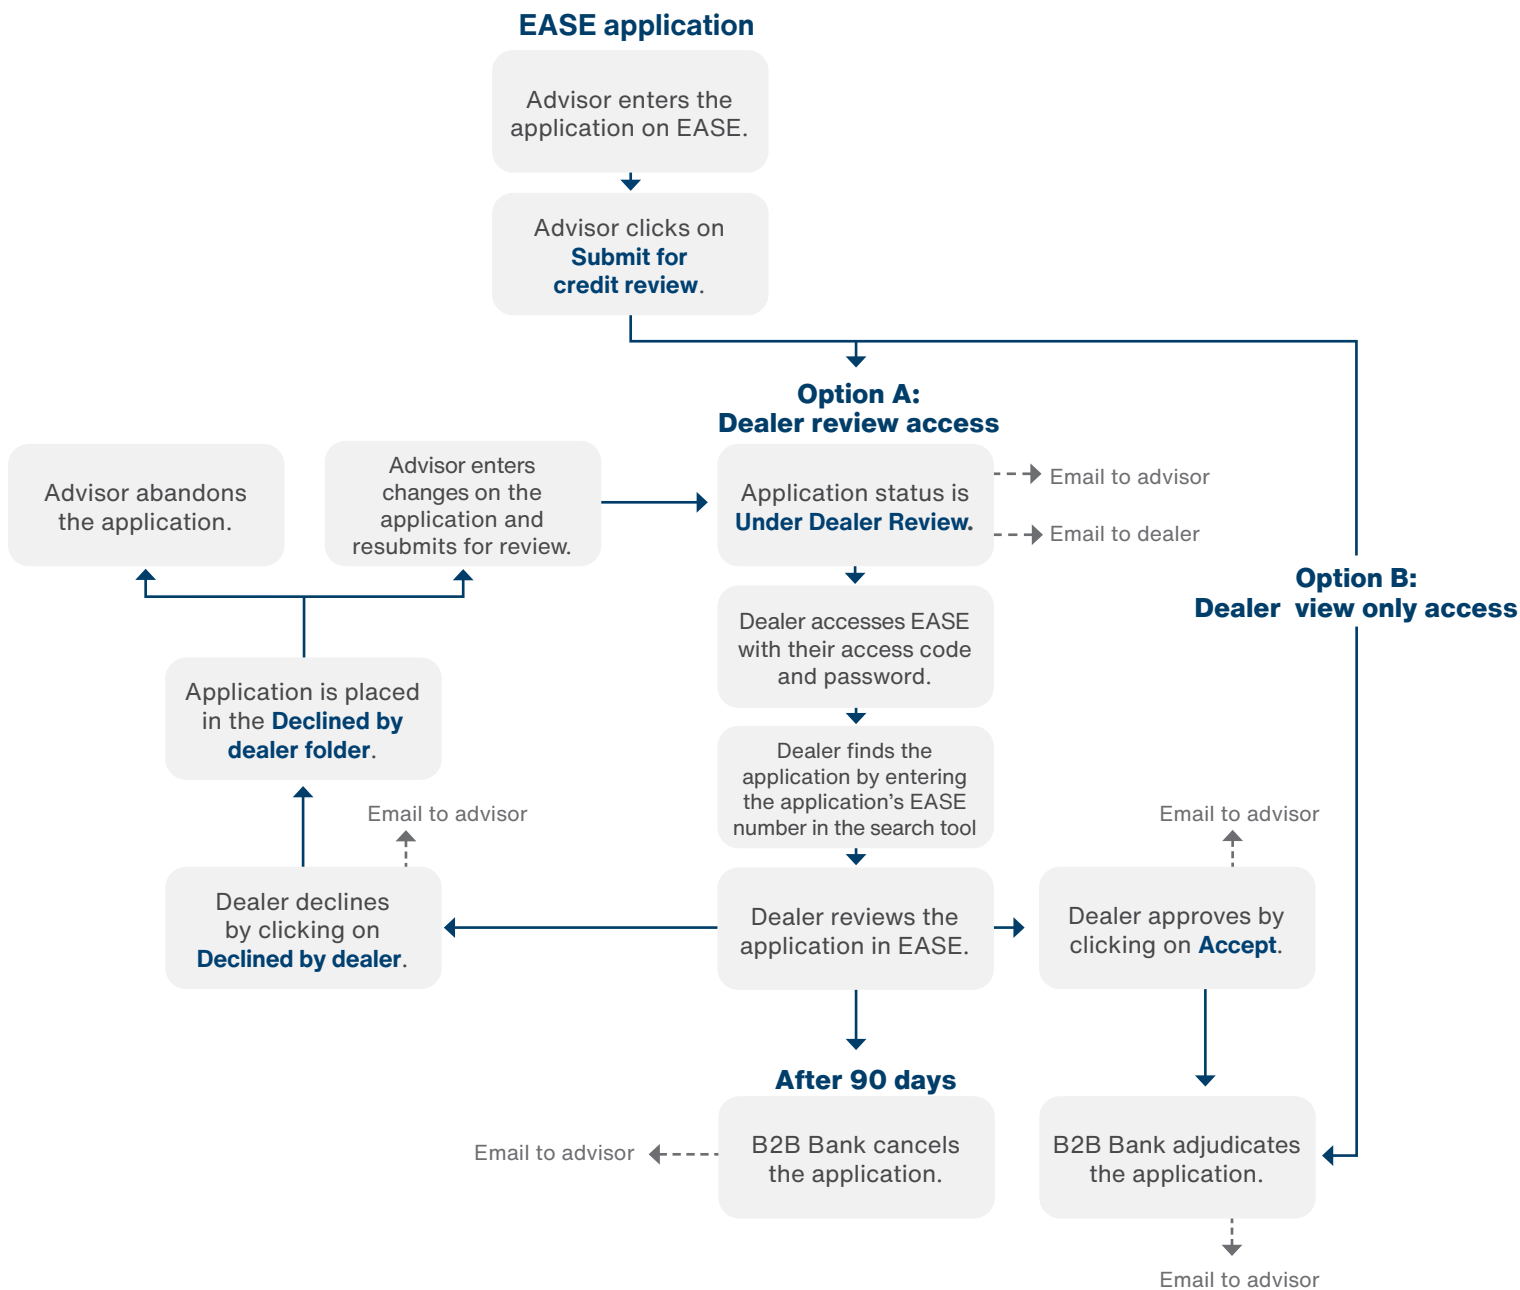 EASE application
Advisor enters the
application on EASE.
Advisor clicks on
Submit for
credit review.
Option A:
Dealer review access
Advisor abandons
the application.
Advisor enters
changes on the
application and
resubmits for review.
Application status is
Under Dealer Review.
Email to advisor
Email to dealer
Option B:
Dealer view only access
Dealer accesses EASE
with their access code
and password.
Application is placed
in the Declined by
dealer folder.
Dealer finds the
application by entering
the application’s EASE
number in the search tool
Email to advisor
Email to advisor
Dealer declines
by clicking on
Declined by dealer.
Dealer reviews the
application in EASE.
Dealer approves by
clicking on Accept.
After 90 days
Email to advisor
B2B Bank cancels
the application.
B2B Bank adjudicates
the application.
Email to advisor